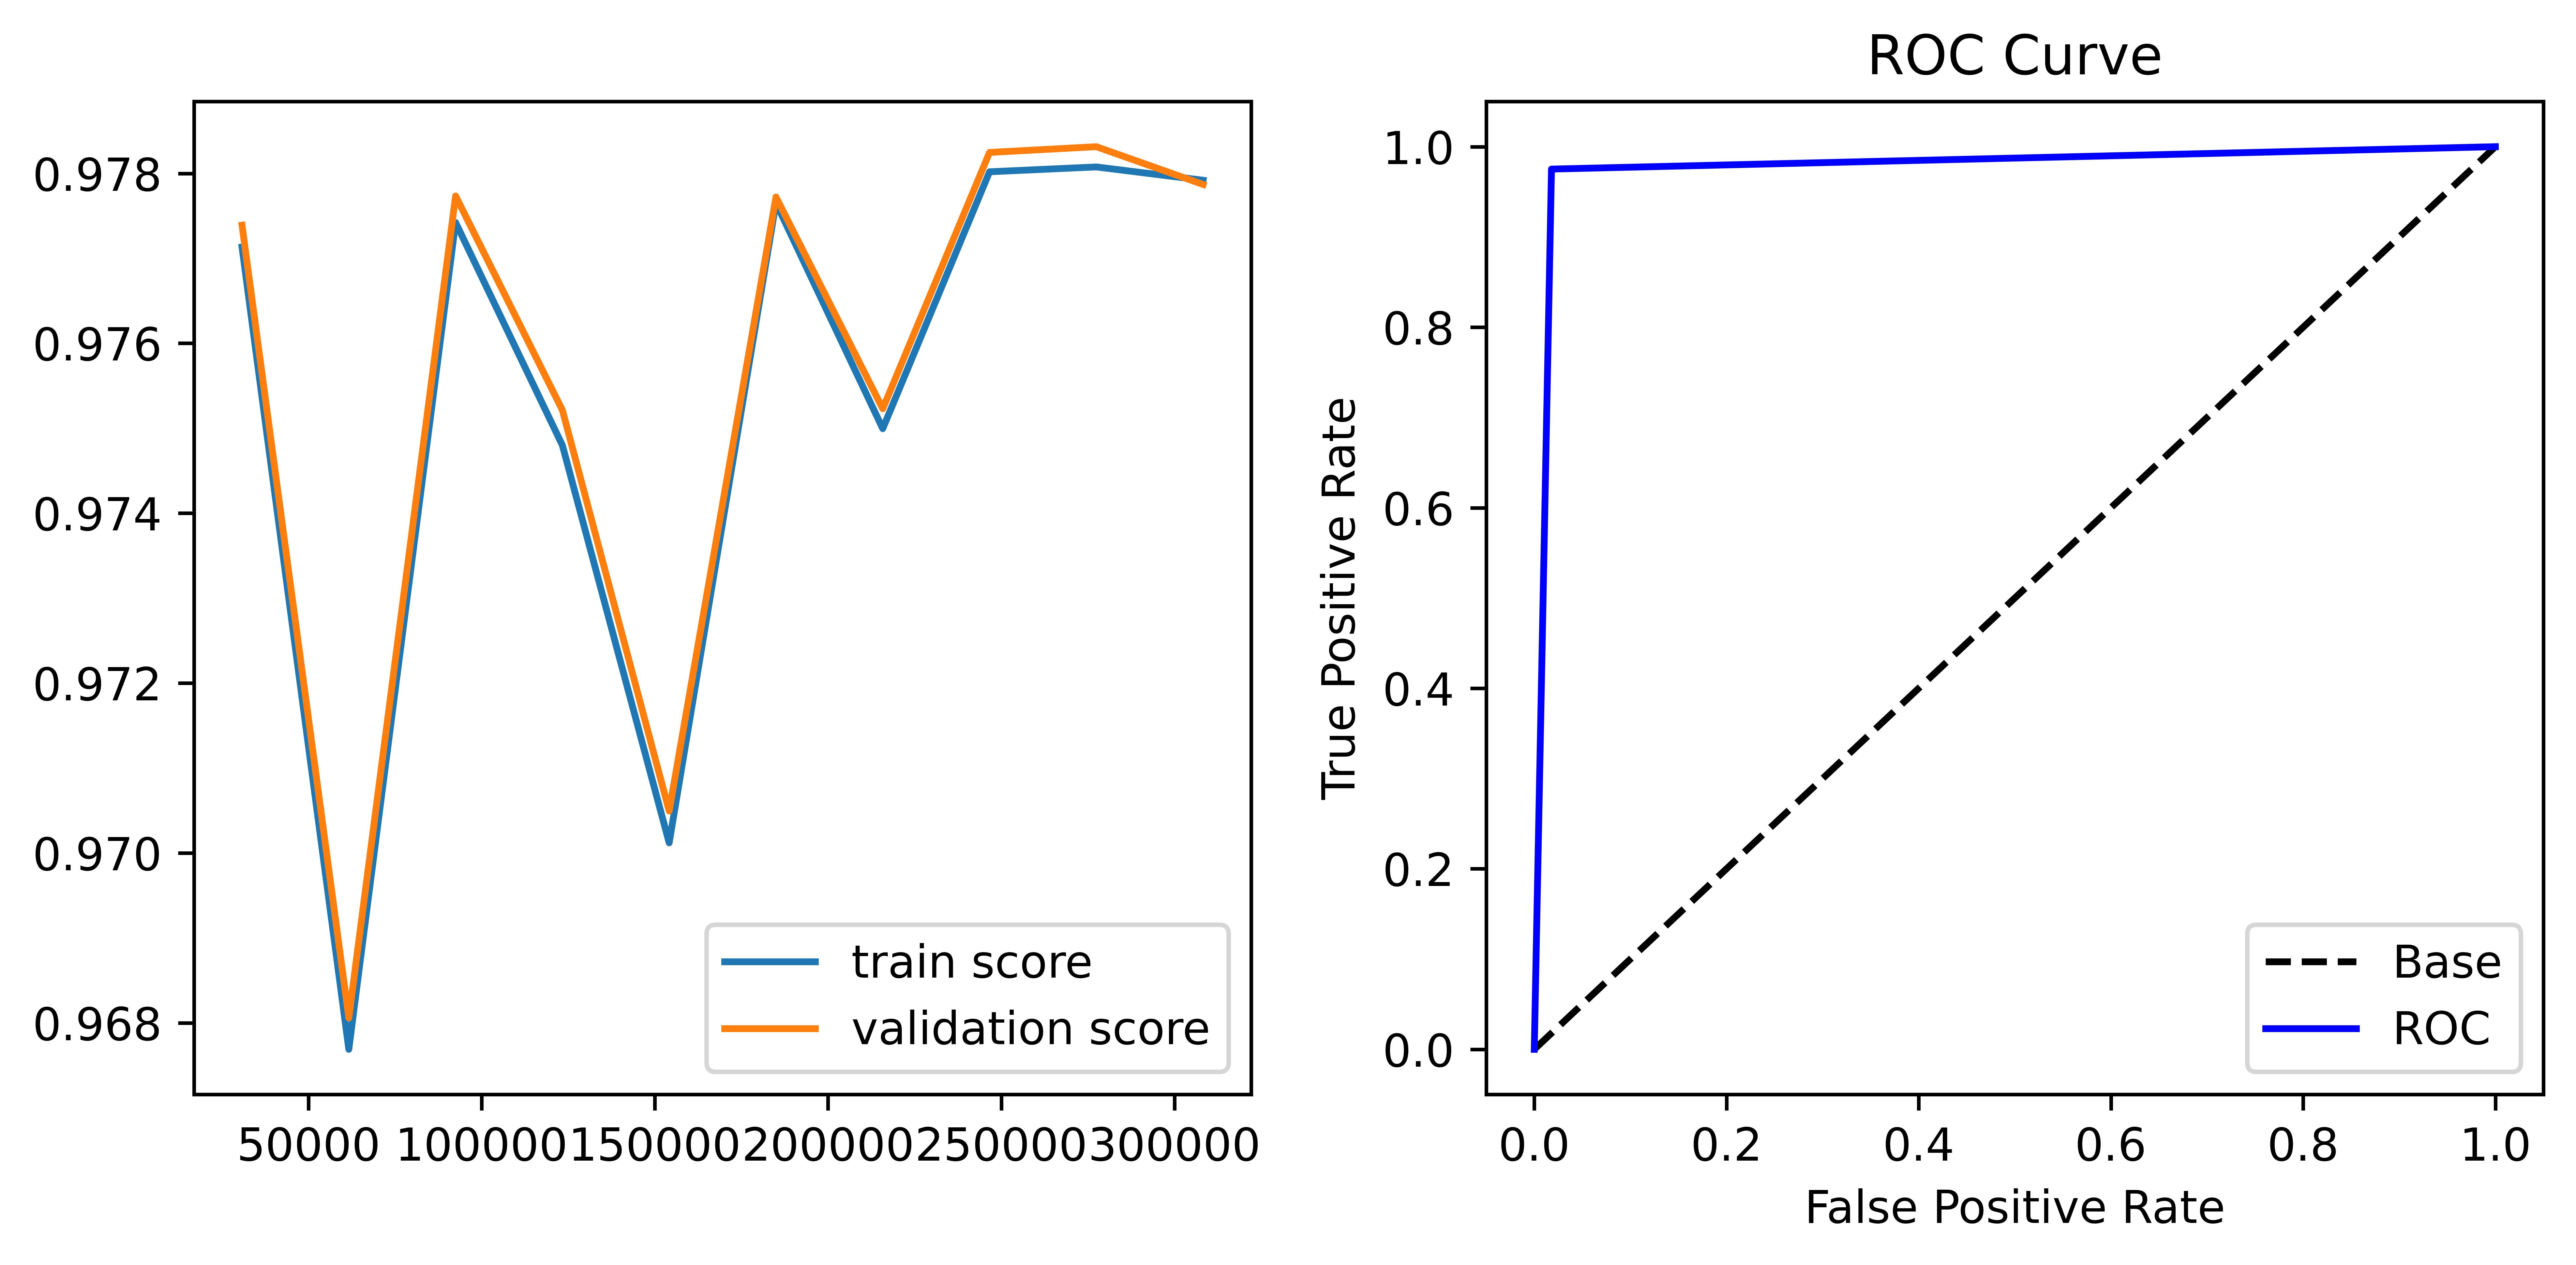 0.978
0.976
0.974
0.972
0.970
0.968
50000 100000 150000 200000 250000 300000
train score
validation score
ROC Curve
True Positive Rate
1.0
0.8
0.6
0.4
0.2
0.0
0.0 0.2 0.4 0.6 0.8 1.0
False Positive Rate
Base
ROC